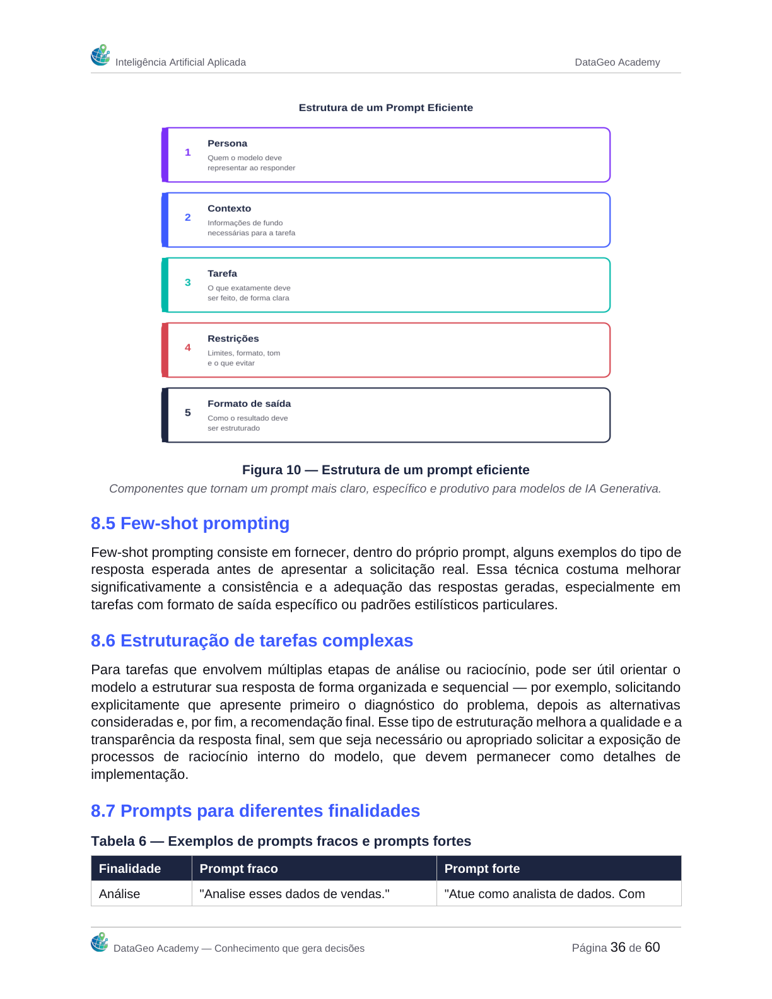 Inteligência Artificial Aplicada DataGeo Academy
Estrutura de um Prompt Eficiente
1 Persona
Quem o modelo deve
representar ao responder
2 Contexto
Informações de fundo
necessárias para a tarefa
3 Tarefa
O que exatamente deve
ser feito, de forma clara
4 Restrições
Limites, formato, tom
e o que evitar
5 Formato de saída
Como o resultado deve
ser estruturado
Figura 10 — Estrutura de um prompt eficiente
Componentes que tornam um prompt mais claro, específico e produtivo para modelos de IA Generativa.
8.5 Few-shot prompting
Few-shot prompting consiste em fornecer, dentro do próprio prompt, alguns exemplos do tipo de
resposta esperada antes de apresentar a solicitação real. Essa técnica costuma melhorar
significativamente a consistência e a adequação das respostas geradas, especialmente em
tarefas com formato de saída específico ou padrões estilísticos particulares.
8.6 Estruturação de tarefas complexas
Para tarefas que envolvem múltiplas etapas de análise ou raciocínio, pode ser útil orientar o
modelo a estruturar sua resposta de forma organizada e sequencial — por exemplo, solicitando
explicitamente que apresente primeiro o diagnóstico do problema, depois as alternativas
consideradas e, por fim, a recomendação final. Esse tipo de estruturação melhora a qualidade e a
transparência da resposta final, sem que seja necessário ou apropriado solicitar a exposição de
processos de raciocínio interno do modelo, que devem permanecer como detalhes de
implementação.
8.7 Prompts para diferentes finalidades
Tabela 6 — Exemplos de prompts fracos e prompts fortes
Finalidade Prompt fraco Prompt forte
Análise "Analise esses dados de vendas." "Atue como analista de dados. Com
DataGeo Academy — Conhecimento que gera decisões Página 36 de 60